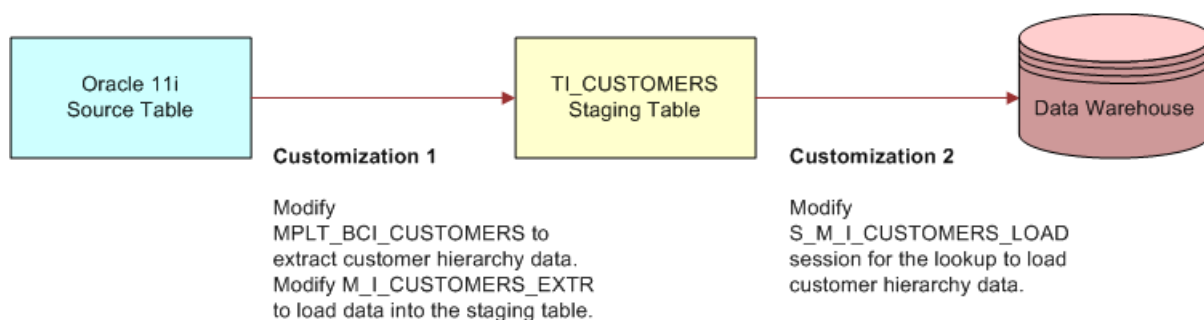 Oracle 11i
Source Table
TI_CUSTOMERS
Staging Table
Data Warehouse
Customization 1
Modify
MPLT_BCI_CUSTOMERS to
extract customer hierarchy data.
Modify M_I_CUSTOMERS_EXTR
to load data into the staging table.
Customization 2
Modify
S_M_I_CUSTOMERS_LOAD
session for the lookup to load
customer hierarchy data.